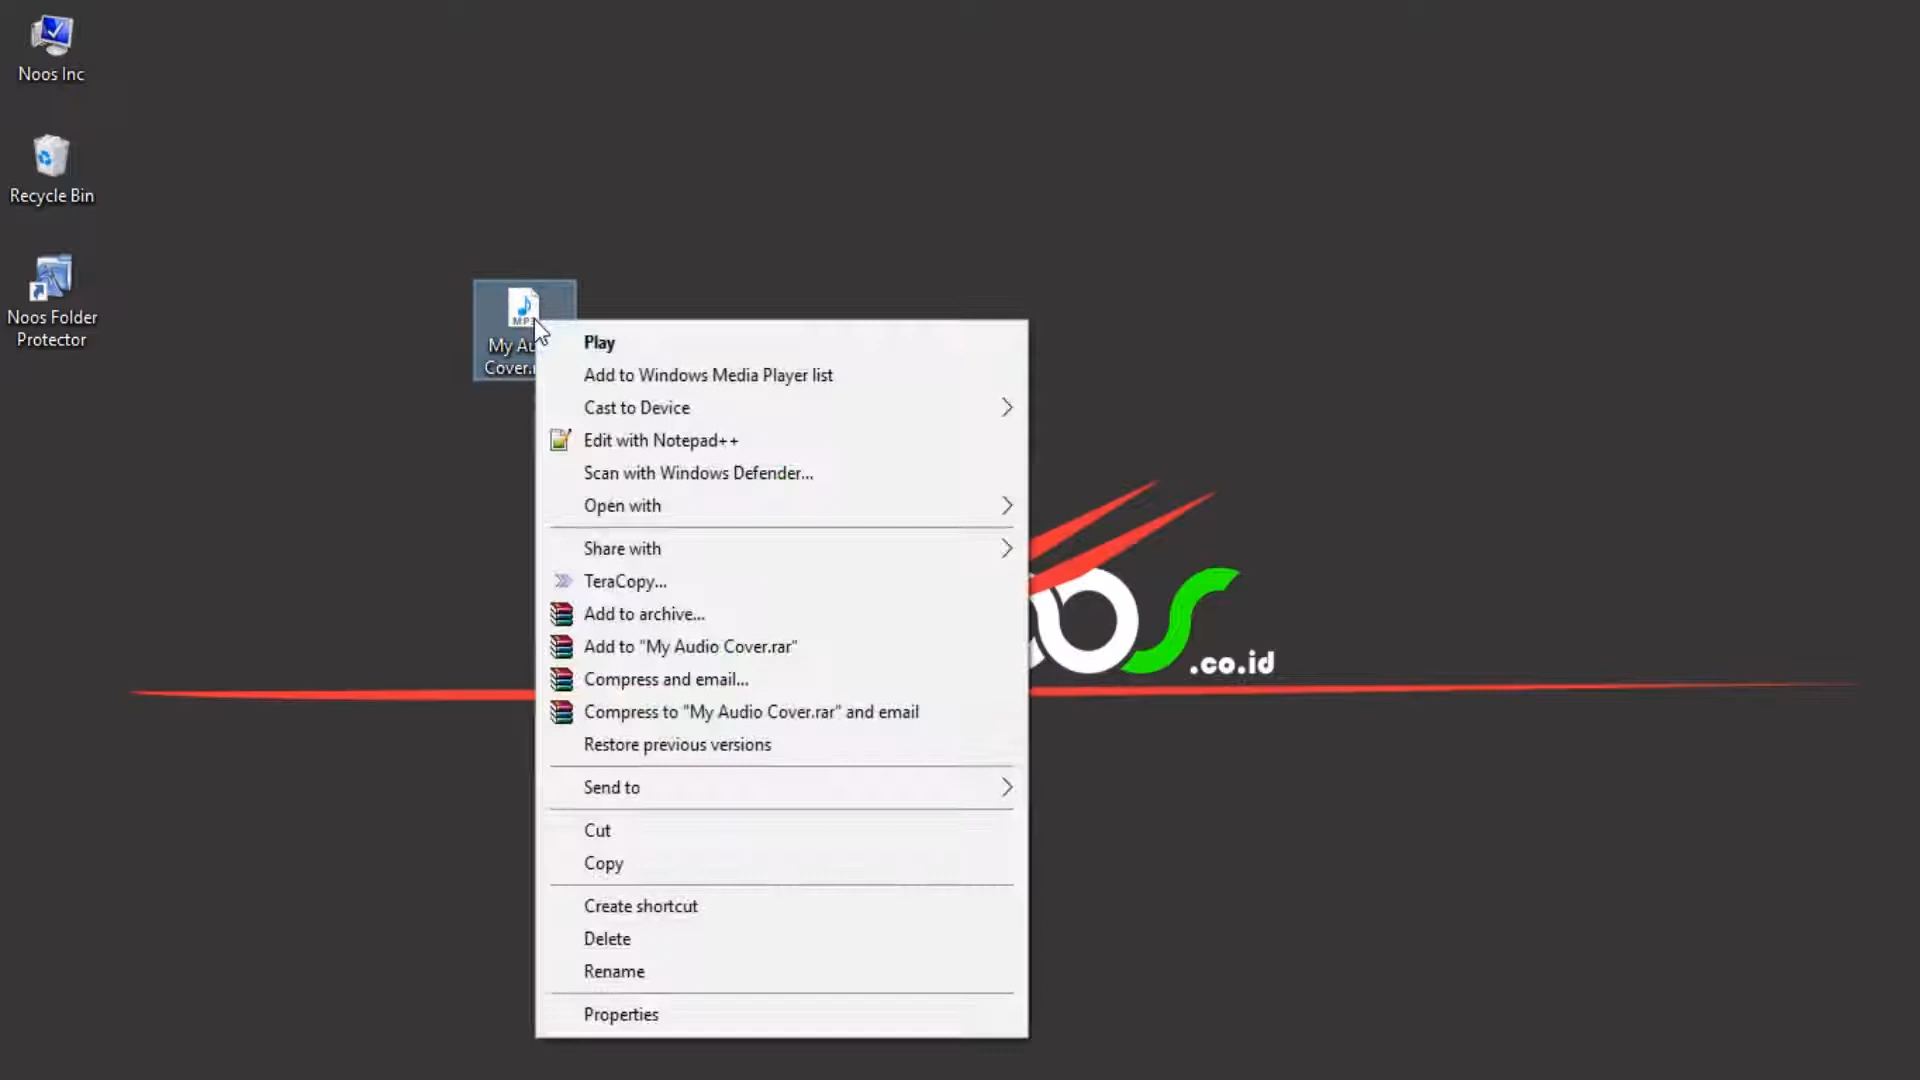 Noos Inc
Recycle Bin
Noos Folder
Protector
MP3
My Au
Cover.
Play
Add to Windows Media Player list
Cast to Device
Edit with Notepad++
Scan with Windows Defender...
Open with
Share with
TeraCopy...
Add to archive...
Add to "My Audio Cover.rar"
Compress and email...
Compress to "My Audio Cover.rar" and email
Restore previous versions
Send to
Cut
Copy
Create shortcut
Delete
Rename
Properties
os
.co.id